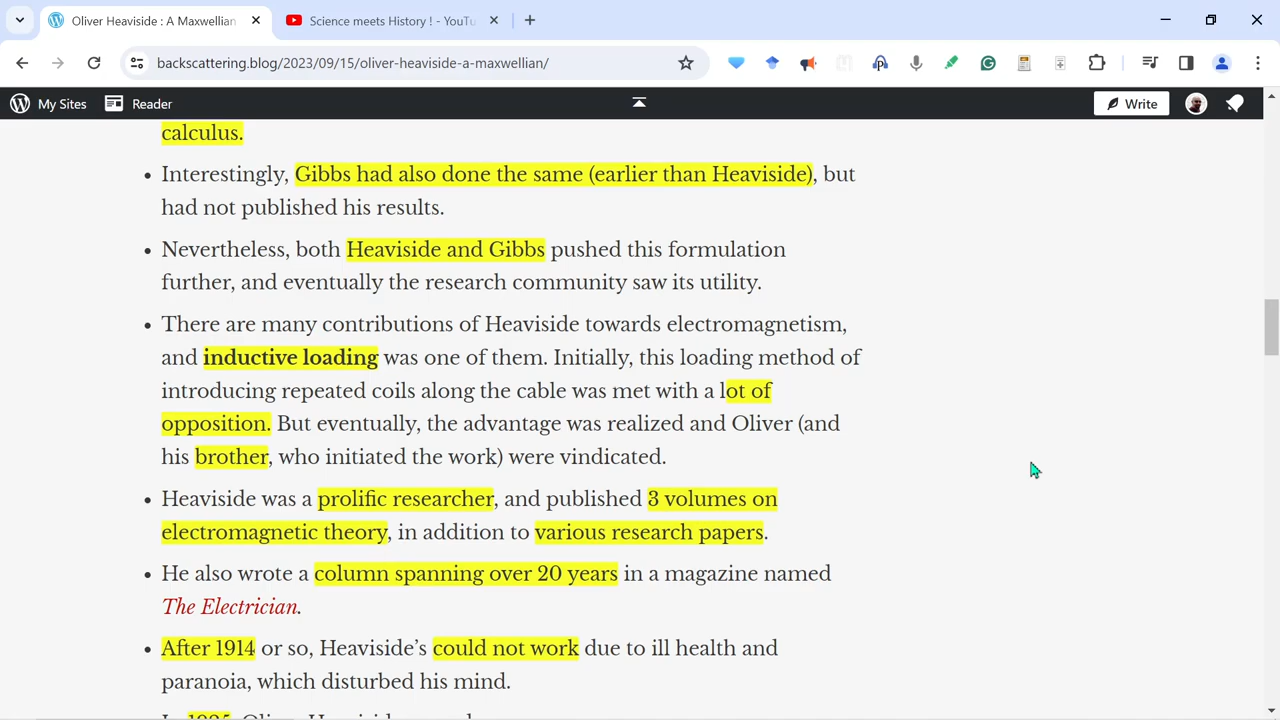 Oliver Heaviside : A Maxwellian
Science meets History ! - YouTu
backscattering.blog/2023/09/15/oliver-heaviside-a-maxwellian/
My Sites
Reader
Write
calculus.
Interestingly, Gibbs had also done the same (earlier than Heaviside), but
had not published his results.
Nevertheless, both Heaviside and Gibbs pushed this formulation
further, and eventually the research community saw its utility.
There are many contributions of Heaviside towards electromagnetism,
and inductive loading was one of them. Initially, this loading method of
introducing repeated coils along the cable was met with a lot of
opposition. But eventually, the advantage was realized and Oliver (and
his brother, who initiated the work) were vindicated.
Heaviside was a prolific researcher, and published 3 volumes on
electromagnetic theory, in addition to various research papers.
He also wrote a column spanning over 20 years in a magazine named
The Electrician.
After 1914 or so, Heaviside's could not work due to ill health and
paranoia, which disturbed his mind.
In 1925, Oliver Heaviside